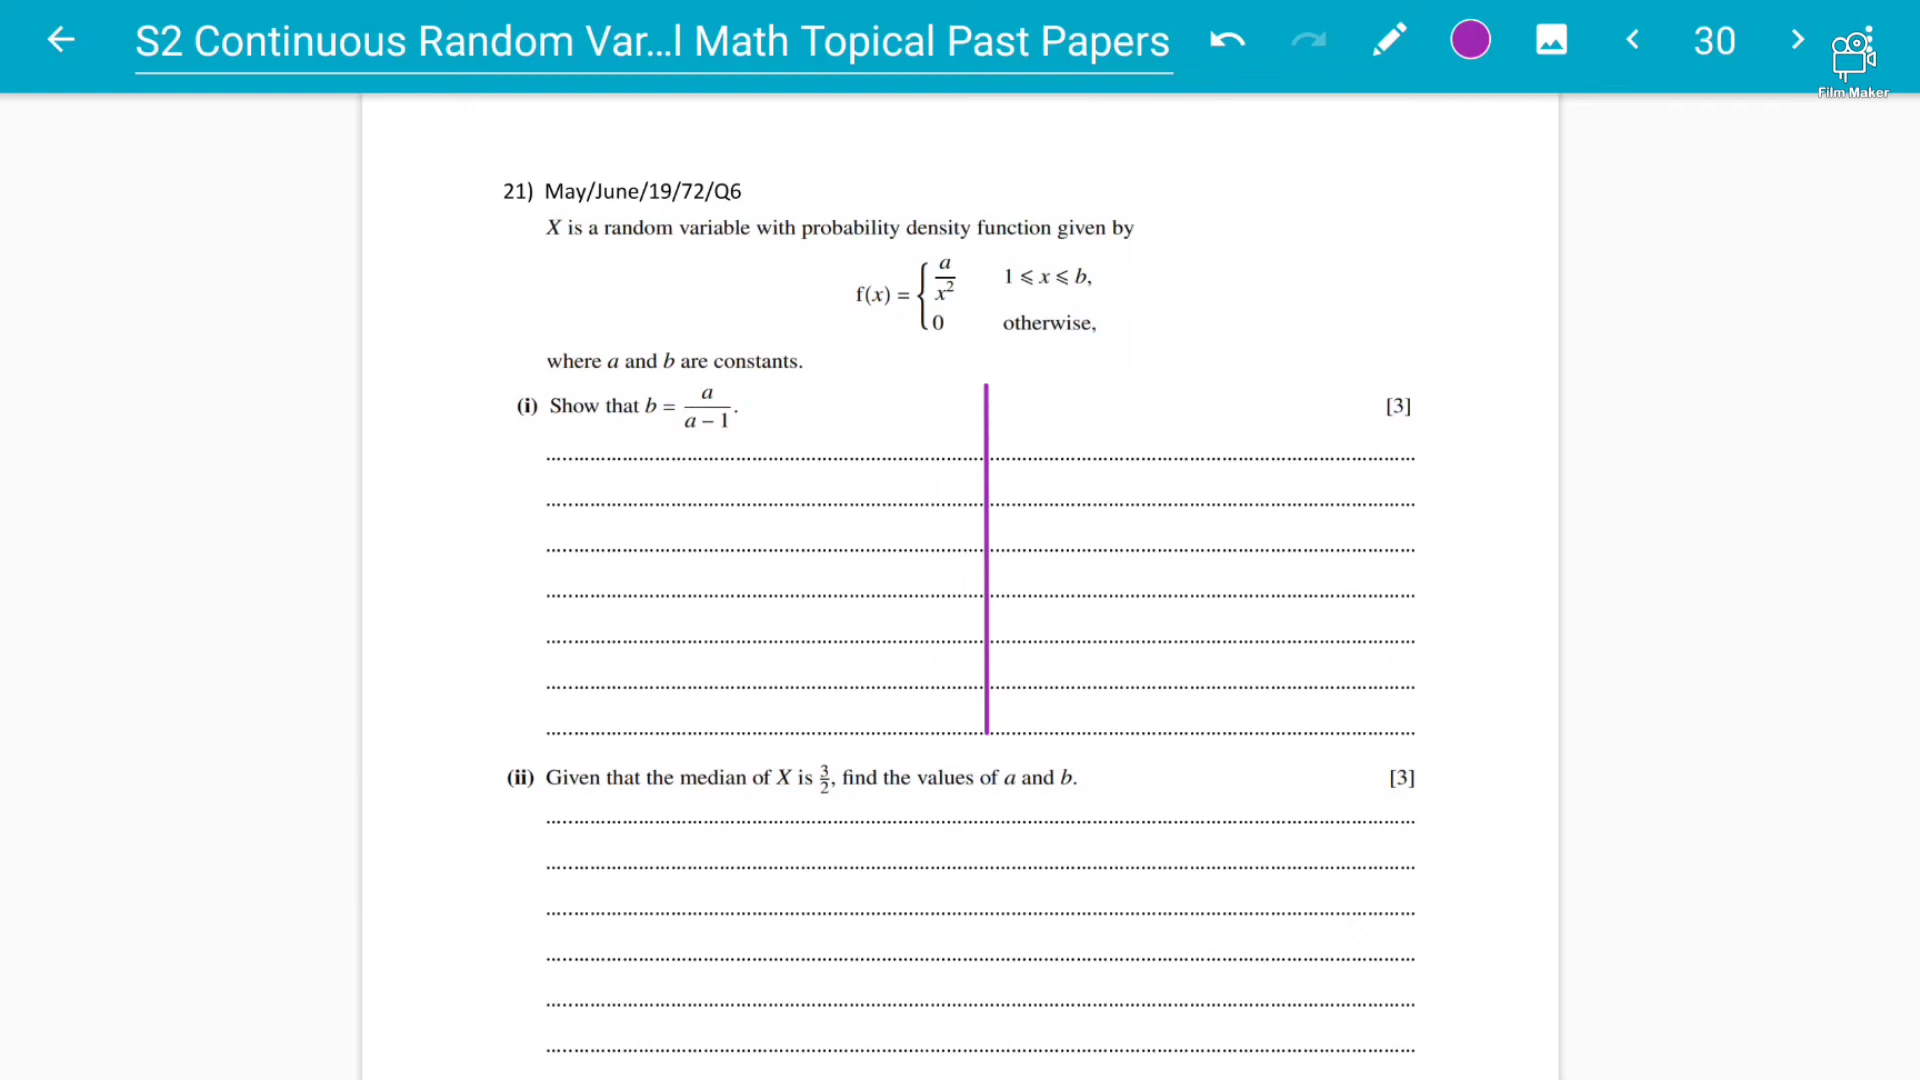 S2 Continuous Random Var...l Math Topical Past Papers
30
Film Maker
21) May/June/19/72/Q6
X is a random variable with probability density function given by
f(x) = { a/x² 1 ⩽ x ⩽ b,
0 otherwise,
where a and b are constants.
(i) Show that b = a/(a − 1). [3]
(ii) Given that the median of X is 3/2, find the values of a and b. [3]